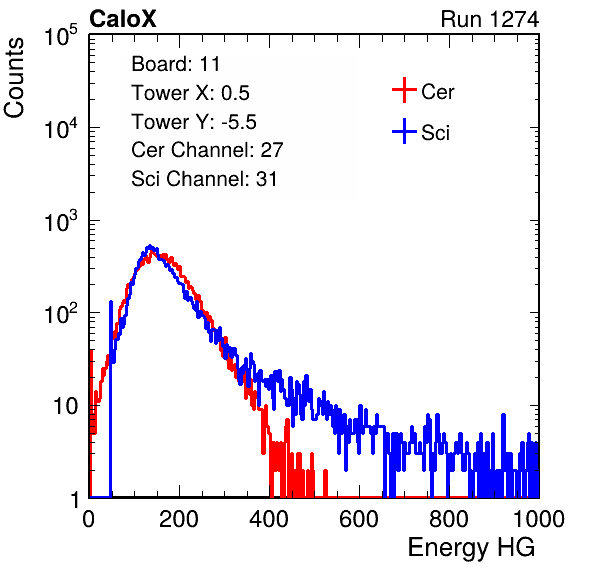 CaloX Run 1274
Counts
Board: 11
Tower X: 0.5
Tower Y: -5.5
Cer Channel: 27
Sci Channel: 31
Cer
Sci
10^5
10^4
10^3
10^2
10
1
0 200 400 600 800 1000
Energy HG